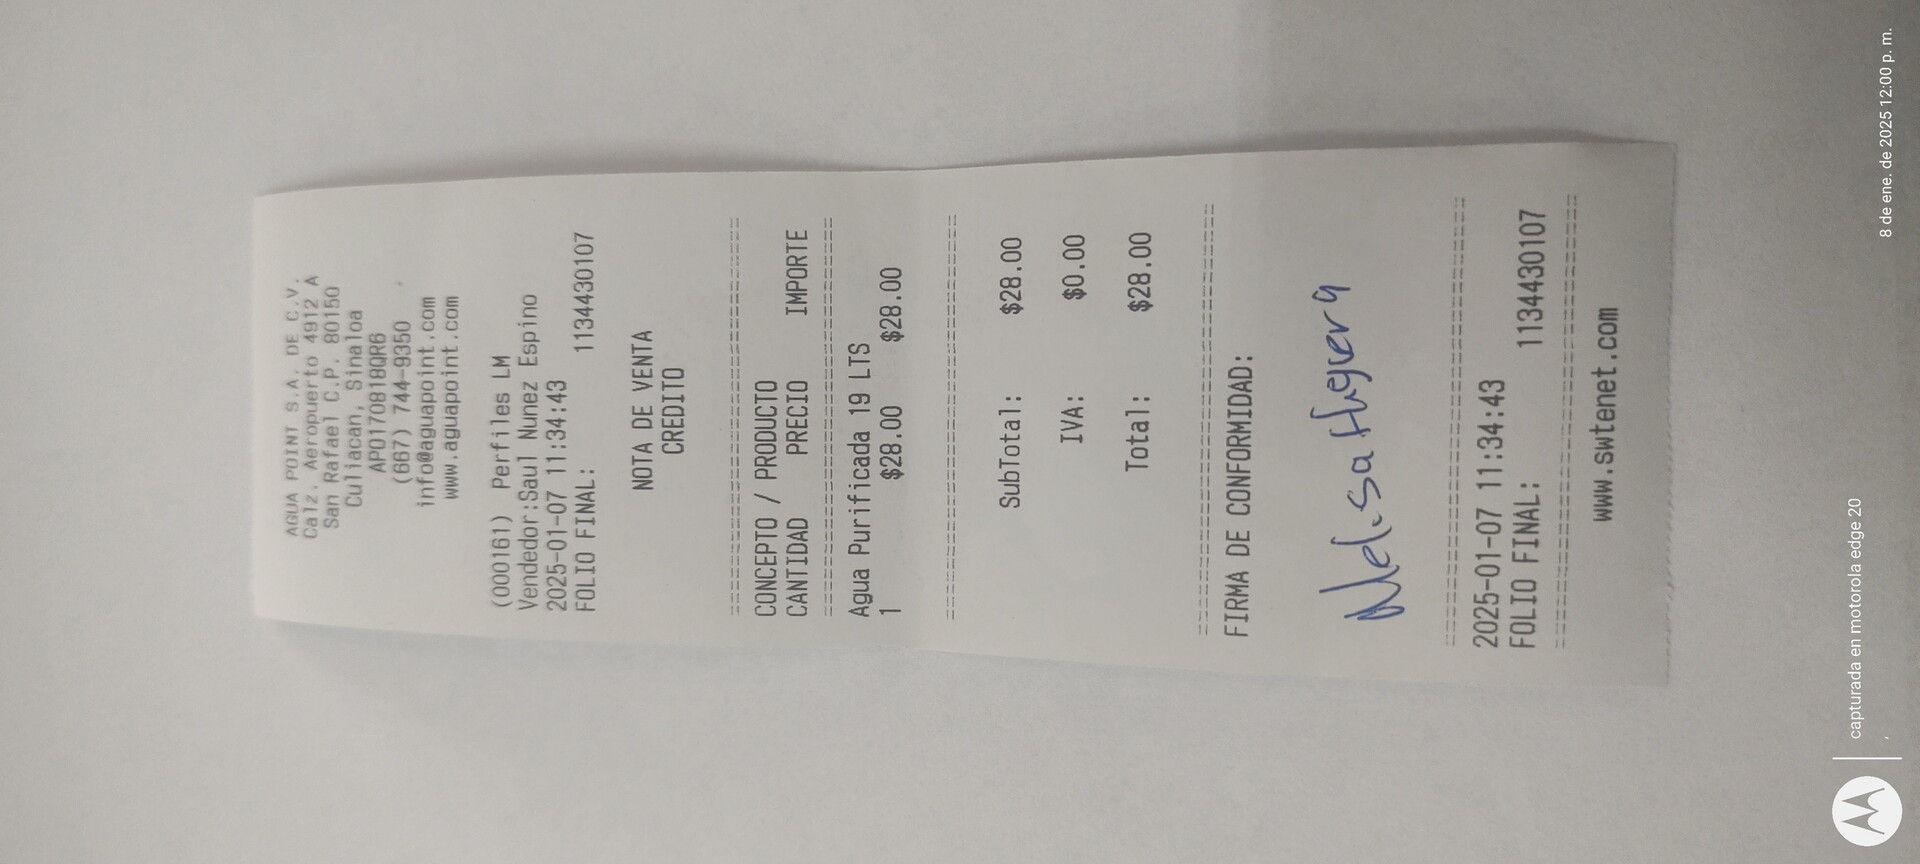 AGUA POINT S.A. DE C.V.
Calz. Aeropuerto 4912 A
San Rafael C.P. 80150
Culiacan, Sinaloa
APO170818QR6
(667) 744-9350
info@aguapoint.com
www.aguapoint.com
(000161) Perfiles LM
Vendedor:Saul Nunez Espino
2025-01-07 11:34:43
FOLIO FINAL: 1134430107
NOTA DE VENTA
CREDITO
==============================
CONCEPTO / PRODUCTO
CANTIDAD PRECIO IMPORTE
==============================
Agua Purificada 19 LTS
1 $28.00 $28.00
==============================
SubTotal: $28.00
IVA: $0.00
Total: $28.00
==============================
FIRMA DE CONFORMIDAD:
Melisa
==============================
2025-01-07 11:34:43
FOLIO FINAL: 1134430107
==============================
www.swtenet.com
capturada en motorola edge 20
8 de ene. de 2025 12:00 p. m.